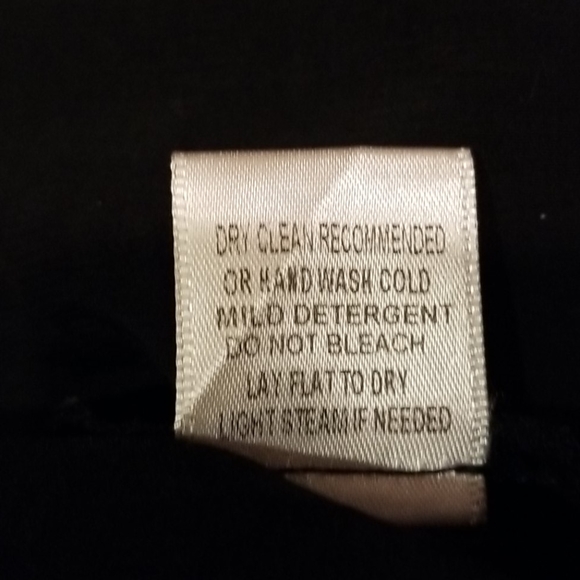 DRY CLEAN RECOMMENDED
OR HAND WASH COLD
MILD DETERGENT
DO NOT BLEACH
LAY FLAT TO DRY
LIGHT STEAM IF NEEDED